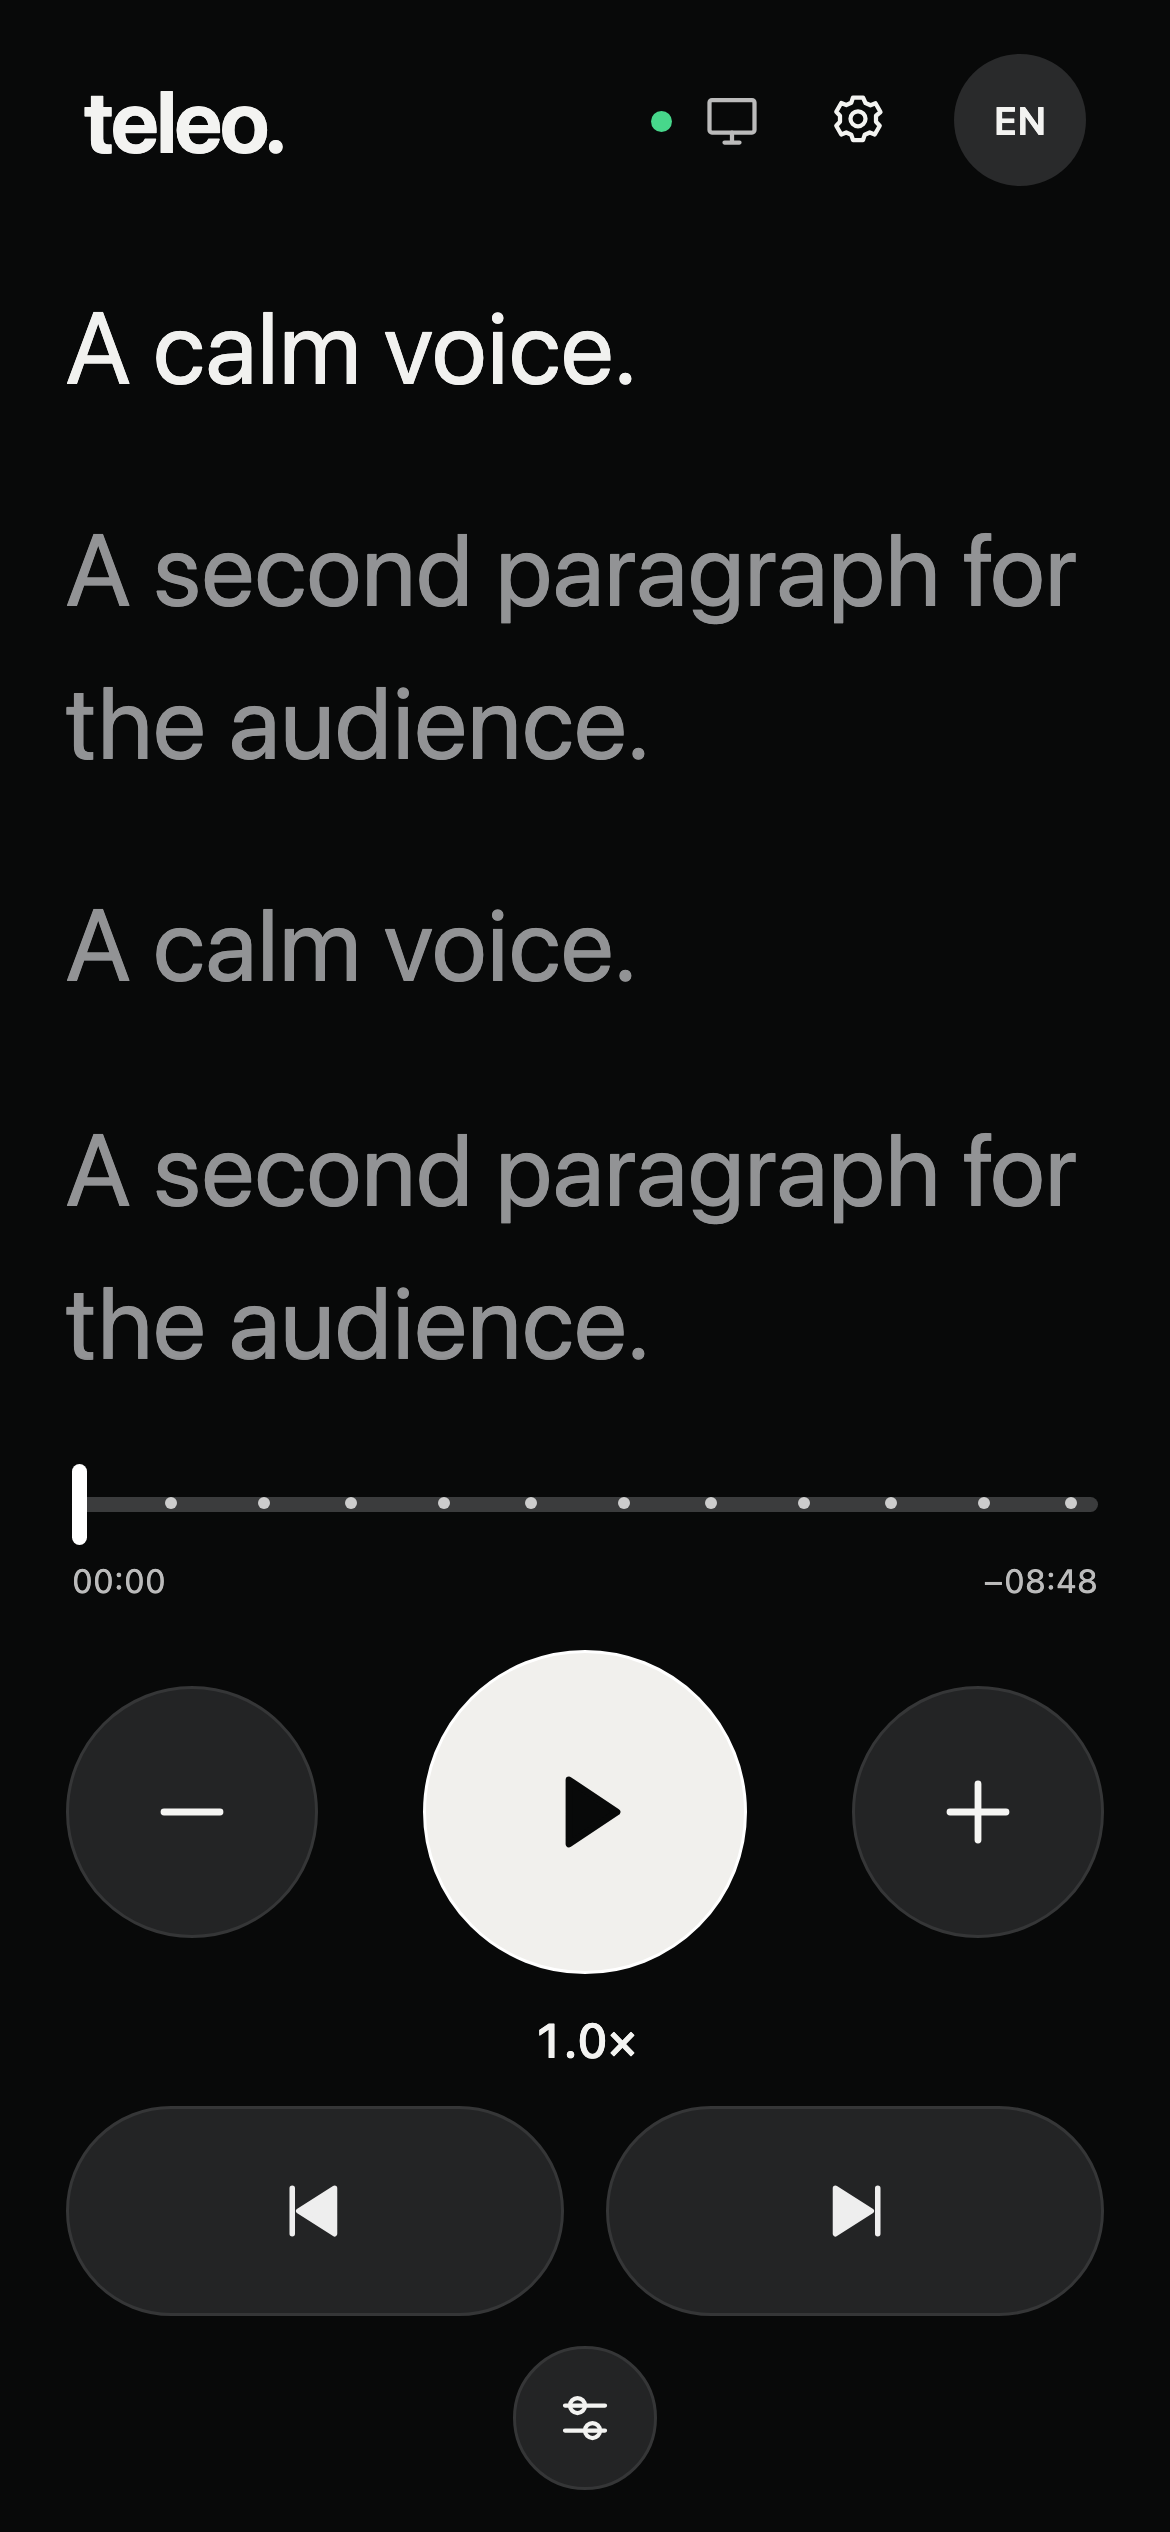 teleo.
EN
A calm voice.
A second paragraph for
the audience.
A calm voice.
A second paragraph for
the audience.
00:00
–08:48
1.0×